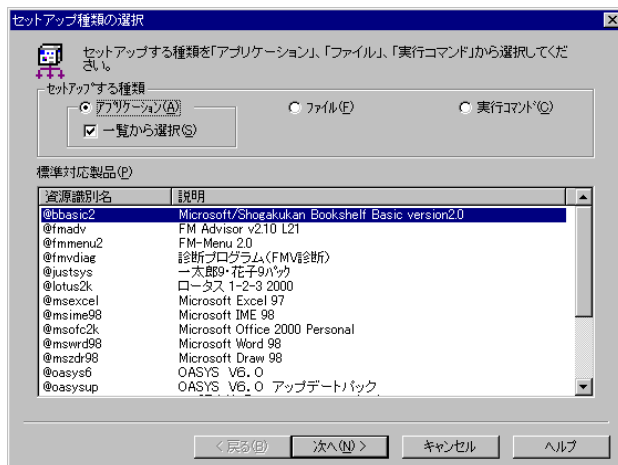 セットアップ種類の選択
セットアップする種類を「アプリケーション」、「ファイル」、「実行コマンド」から選択してくだ
さい。
セットアップする種類
アプリケーション(A)
ファイル(F)
実行コマンド(C)
一覧から選択(S)
標準対応製品(P)
資源識別名 説明
@bbasic2 Microsoft/Shogakukan Bookshelf Basic version2.0
@fmadv FM Advisor v2.10 L21
@fmmenu2 FM-Menu 2.0
@fmvdiag 診断プログラム(FMV診断)
@justsys 一太郎9・花子9パック
@lotus2k ロータス 1-2-3 2000
@msexcel Microsoft Excel 97
@msime98 Microsoft IME 98
@msofc2k Microsoft Office 2000 Personal
@mswrd98 Microsoft Word 98
@mszdr98 Microsoft Draw 98
@oasys6 OASYS V6.0
@oasysup OASYS V6.0 アップデートパック
< 戻る(B) 次へ(N) > キャンセル ヘルプ